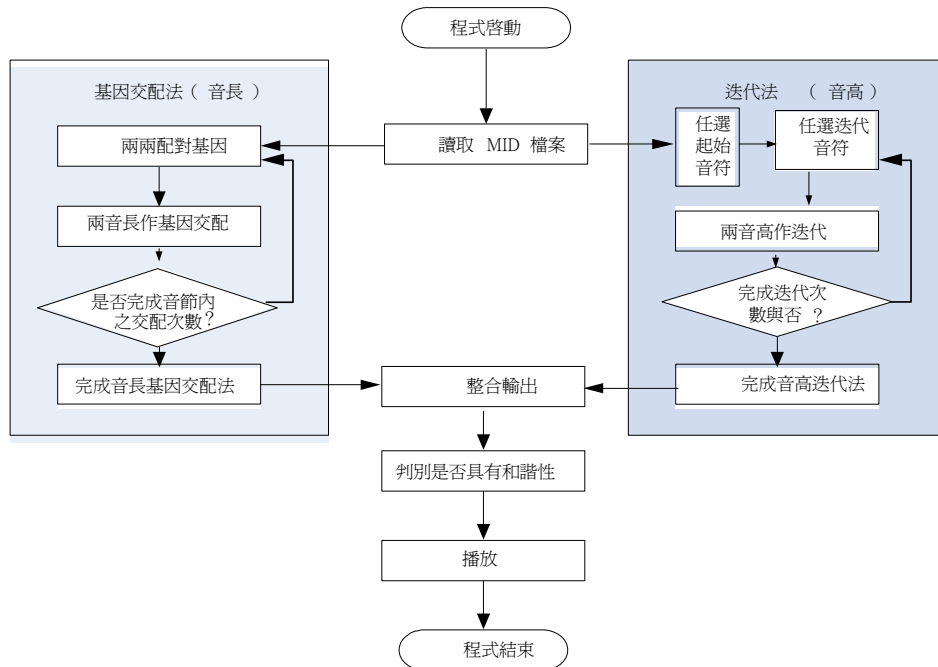 程式啓動
基因交配法（ 音長 ）
兩兩配對基因
兩音長作基因交配
是否完成音節內
之交配次數？
完成音長基因交配法
讀取 MID 檔案
迭代法 （ 音高 ）
任選
起始
音符
任選迭代
音符
兩音高作迭代
完成迭代次
數與否 ？
完成音高迭代法
整合輸出
判別是否具有和諧性
播放
程式結束